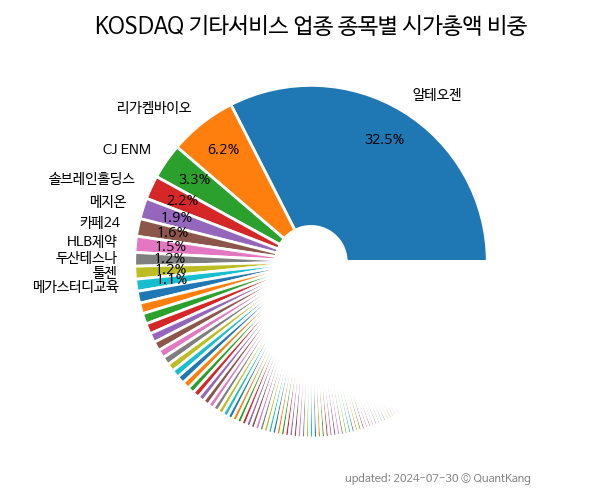 KOSDAQ 기타서비스 업종 종목별 시가총액 비중
알테오젠
32.5%
리가켐바이오
6.2%
CJ ENM
3.3%
솔브레인홀딩스
2.2%
메지온
1.9%
카페24
1.6%
HLB제약
1.5%
두산테스나
1.2%
툴젠
1.2%
메가스터디교육
1.1%
updated: 2024-07-30 © QuantKang